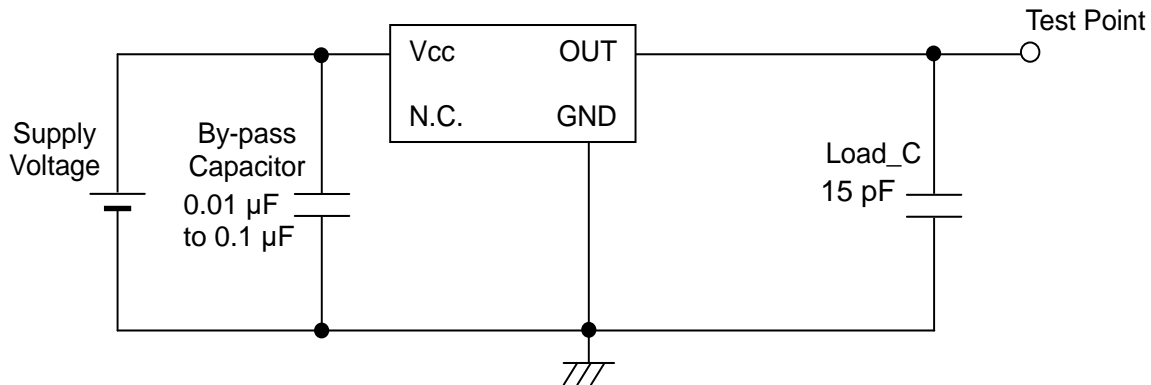 Test Point
Vcc OUT
N.C. GND
Supply
Voltage
By-pass
Capacitor
0.01 µF
to 0.1 µF
Load_C
15 pF